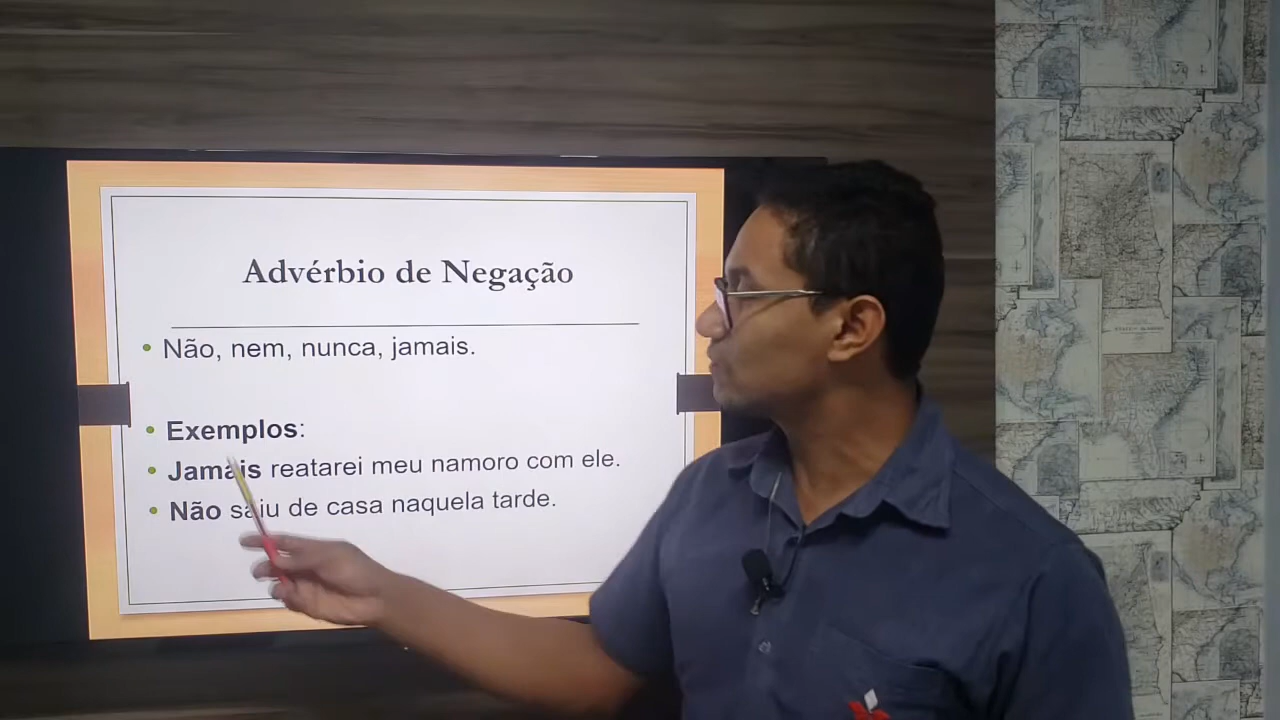 Advérbio de Negação
Não, nem, nunca, jamais.
Exemplos:
Jamais reatarei meu namoro com ele.
Não saiu de casa naquela tarde.